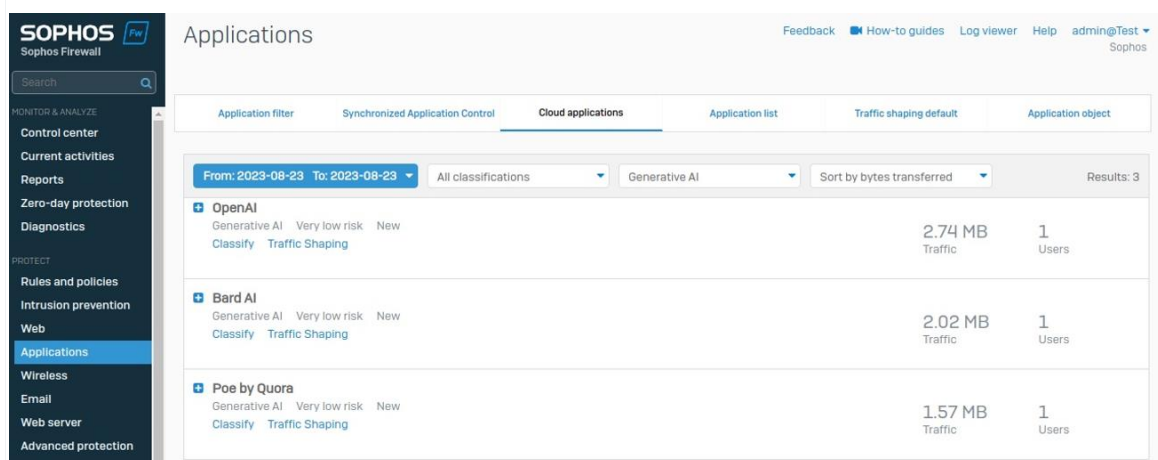 SOPHOS Fw
Sophos Firewall
Search
MONITOR & ANALYZE
Control center
Current activities
Reports
Zero-day protection
Diagnostics
PROTECT
Rules and policies
Intrusion prevention
Web
Applications
Wireless
Email
Web server
Advanced protection
Applications
Feedback How-to guides Log viewer Help admin@Test
Sophos
Application filter Synchronized Application Control Cloud applications Application list Traffic shaping default Application object
From: 2023-08-23 To: 2023-08-23 All classifications Generative AI Sort by bytes transferred Results: 3
OpenAI
Generative AI Very low risk New
Classify Traffic Shaping
2.74 MB 1
Traffic Users
Bard AI
Generative AI Very low risk New
Classify Traffic Shaping
2.02 MB 1
Traffic Users
Poe by Quora
Generative AI Very low risk New
Classify Traffic Shaping
1.57 MB 1
Traffic Users